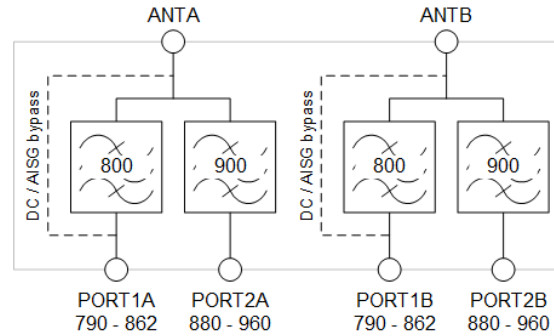 ANTA ANTB
DC / AISG bypass
800 900
DC / AISG bypass
800 900
PORT1A PORT2A PORT1B PORT2B
790 - 862 880 - 960 790 - 862 880 - 960